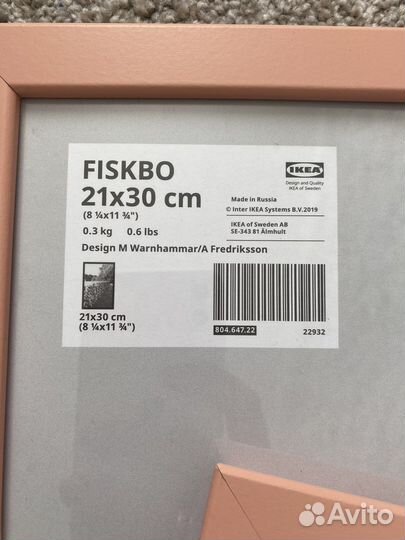 FISKBO
21x30 cm
(8 ¼x11 ¾")
0.3 kg 0.6 lbs
Design M Warnhammar/A Fredriksson
21x30 cm
(8 ¼x11 ¾")
IKEA
Design and Quality
IKEA of Sweden
Made in Russia
© Inter IKEA Systems B.V.2019
IKEA of Sweden AB
SE-343 81 Älmhult
804.647.22
22932
Avito